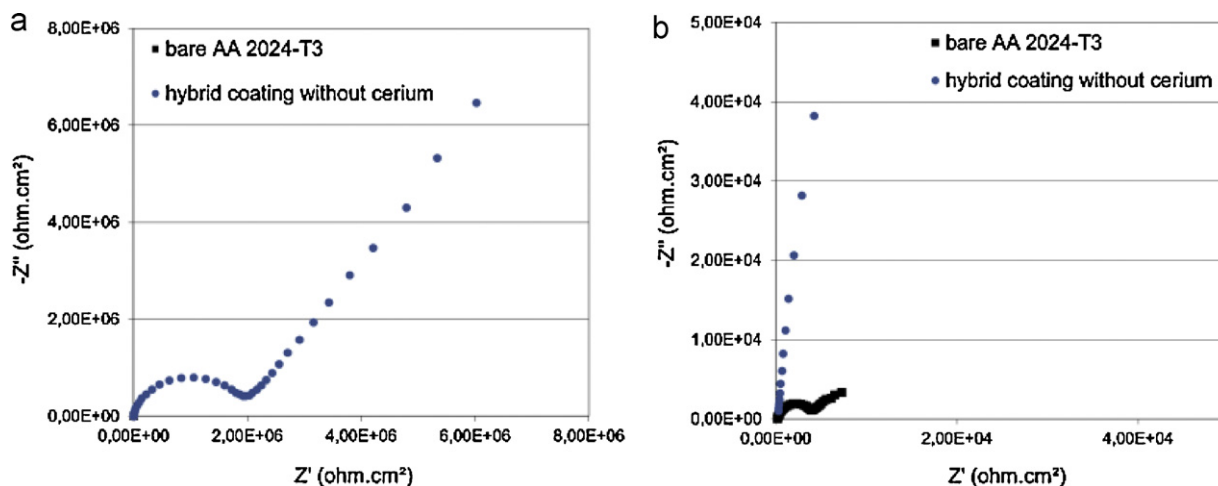 a
8,00E+06
■ bare AA 2024-T3
● hybrid coating without cerium
6,00E+06
-Z'' (ohm.cm²)
4,00E+06
2,00E+06
0,00E+00
0,00E+00 2,00E+06 4,00E+06 6,00E+06 8,00E+06
Z' (ohm.cm²)
b
5,00E+04
■ bare AA 2024-T3
● hybrid coating without cerium
4,00E+04
-Z'' (ohm.cm²)
3,00E+04
2,00E+04
1,00E+04
0,00E+00
0,00E+00 2,00E+04 4,00E+04
Z' (ohm.cm²)